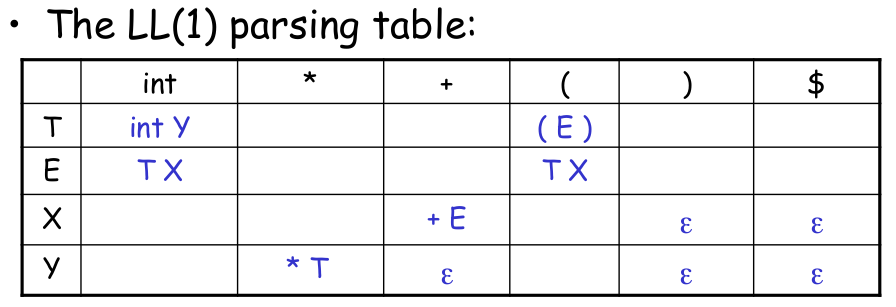 • The LL(1) parsing table:
int * + ( ) $
T int Y ( E )
E T X T X
X + E ε ε
Y * T ε ε ε